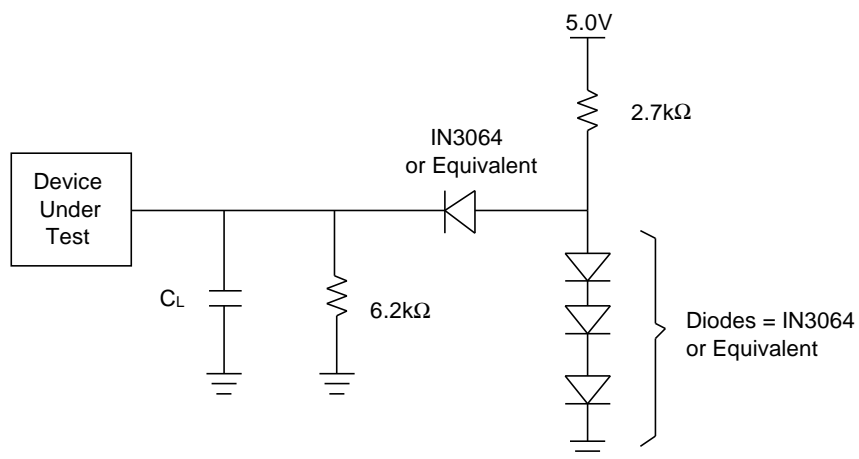 5.0V
2.7kΩ
IN3064
or Equivalent
Device
Under
Test
CL
6.2kΩ
Diodes = IN3064
or Equivalent